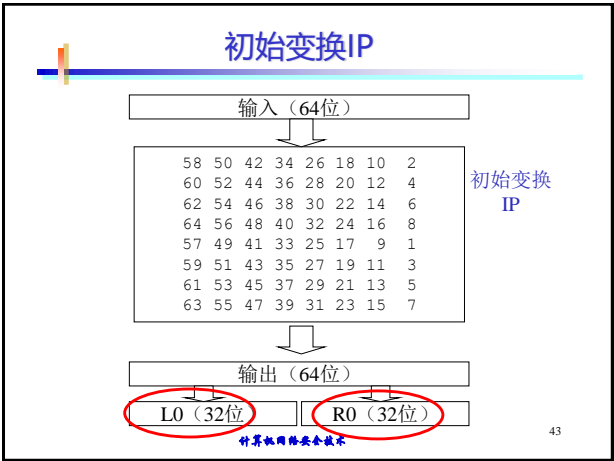 初始变换IP
输入（64位）
58 50 42 34 26 18 10 2
60 52 44 36 28 20 12 4
62 54 46 38 30 22 14 6
64 56 48 40 32 24 16 8
57 49 41 33 25 17 9 1
59 51 43 35 27 19 11 3
61 53 45 37 29 21 13 5
63 55 47 39 31 23 15 7
初始变换
IP
输出（64位）
L0（32位
R0（32位）
计算机网络安全技术
43